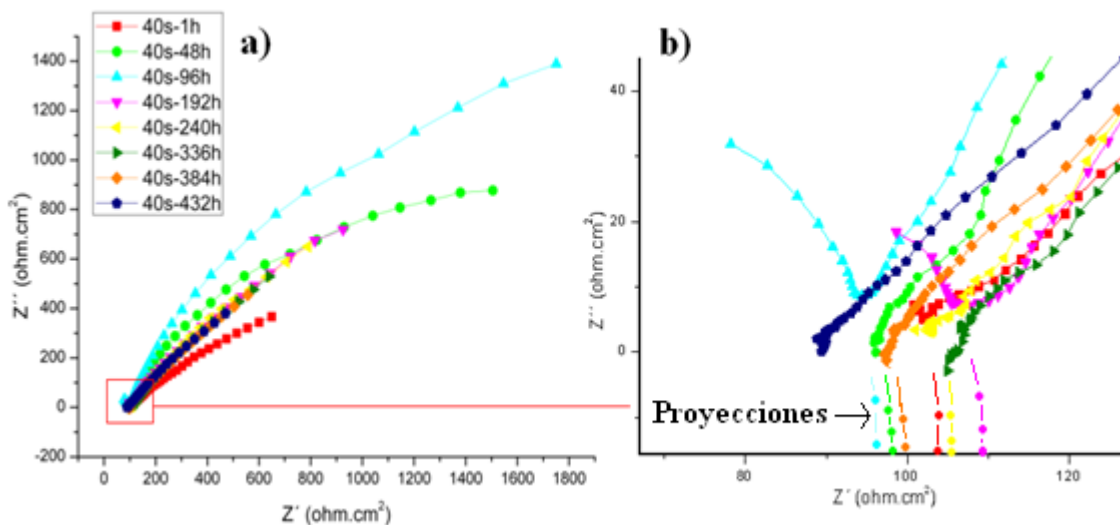 a)
40s-1h
40s-48h
40s-96h
40s-192h
40s-240h
40s-336h
40s-384h
40s-432h
1400
1200
1000
800
600
400
200
0
-200
Z´´ (ohm.cm²)
0 200 400 600 800 1000 1200 1400 1600 1800
Z´ (ohm.cm²)
b)
40
20
0
Z´´ (ohm.cm²)
Proyecciones
80 100 120
Z´ (ohm.cm²)